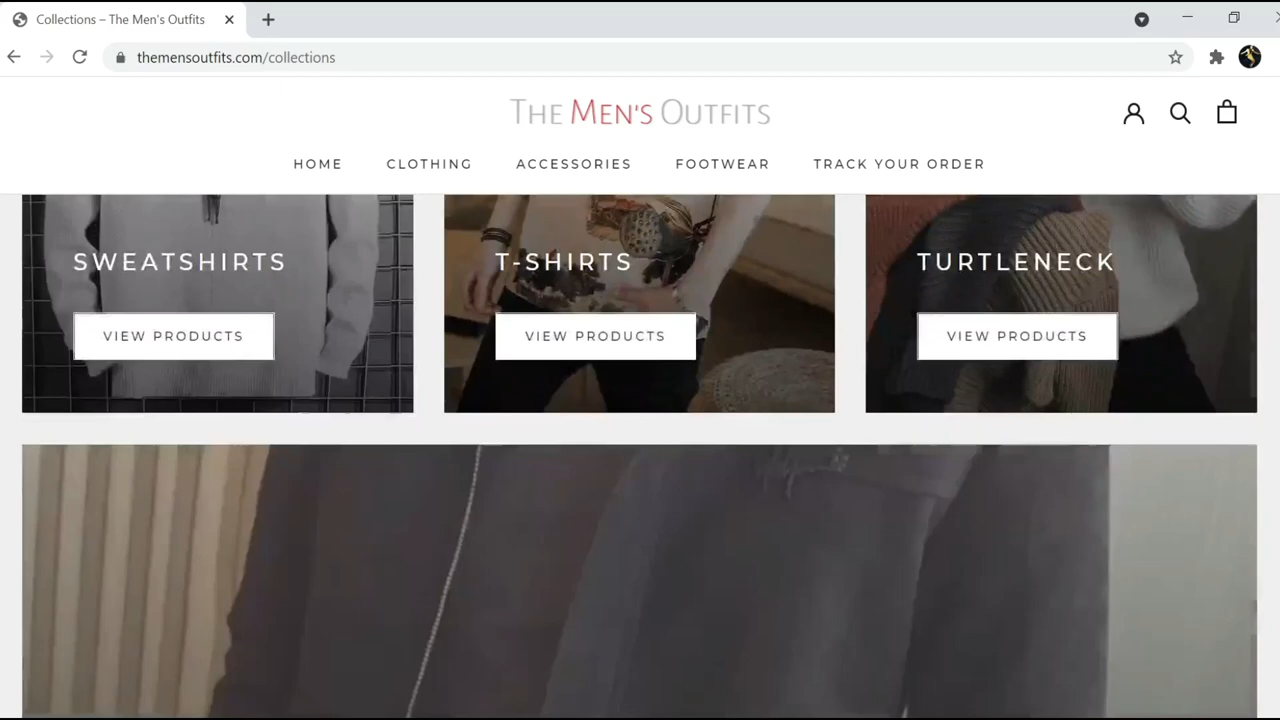 Collections – The Men's Outfits
themensoutfits.com/collections
THE MEN'S OUTFITS
HOME CLOTHING ACCESSORIES FOOTWEAR TRACK YOUR ORDER
SWEATSHIRTS T-SHIRTS TURTLENECK
VIEW PRODUCTS VIEW PRODUCTS VIEW PRODUCTS